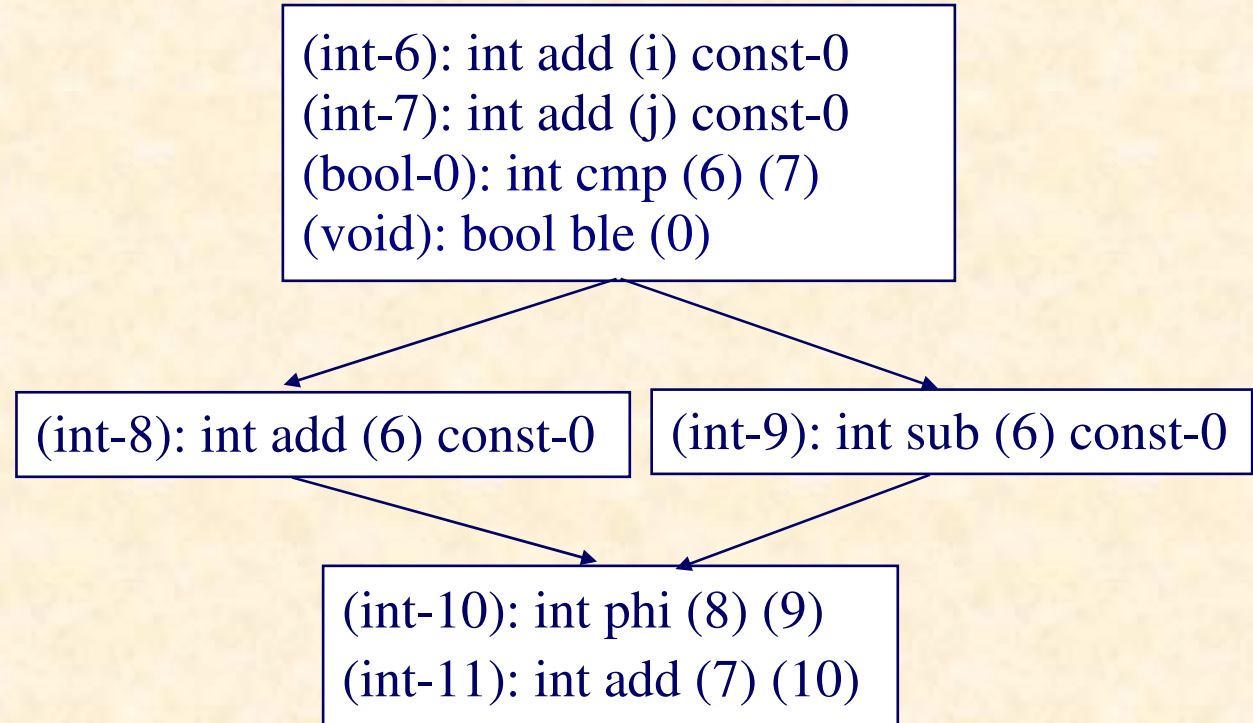 (int-6): int add (i) const-0
(int-7): int add (j) const-0
(bool-0): int cmp (6) (7)
(void): bool ble (0)
(int-8): int add (6) const-0
(int-9): int sub (6) const-0
(int-10): int phi (8) (9)
(int-11): int add (7) (10)